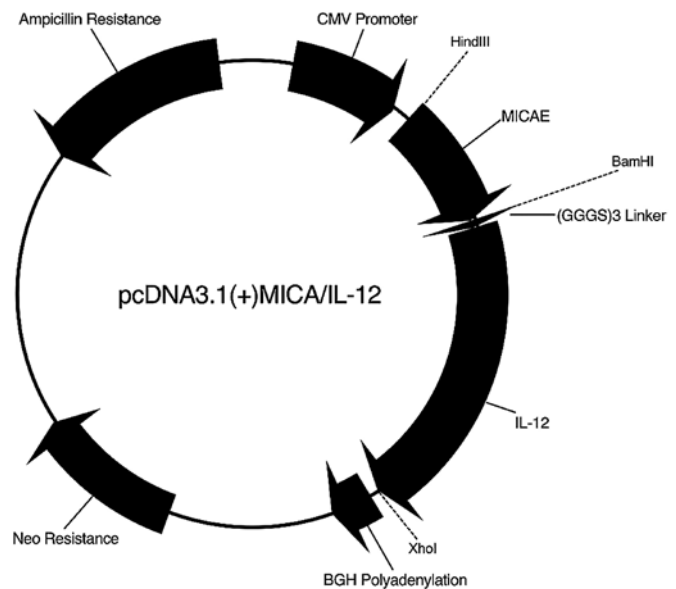 Ampicillin Resistance
CMV Promoter
HindIII
MICAE
BamHI
(GGGS)3 Linker
pcDNA3.1(+)MICA/IL-12
IL-12
Neo Resistance
XhoI
BGH Polyadenylation